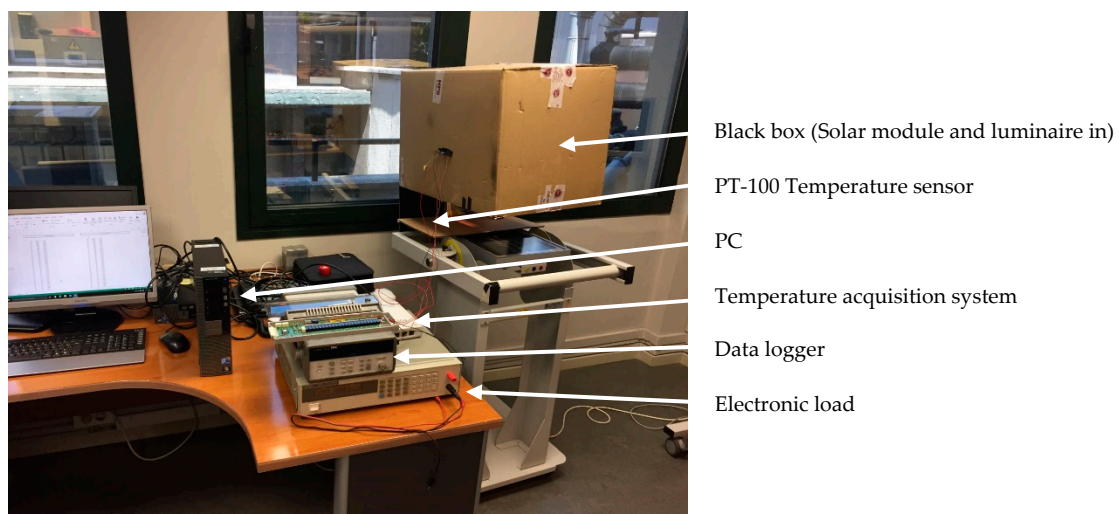 Black box (Solar module and luminaire in)
PT-100 Temperature sensor
PC
Temperature acquisition system
Data logger
Electronic load